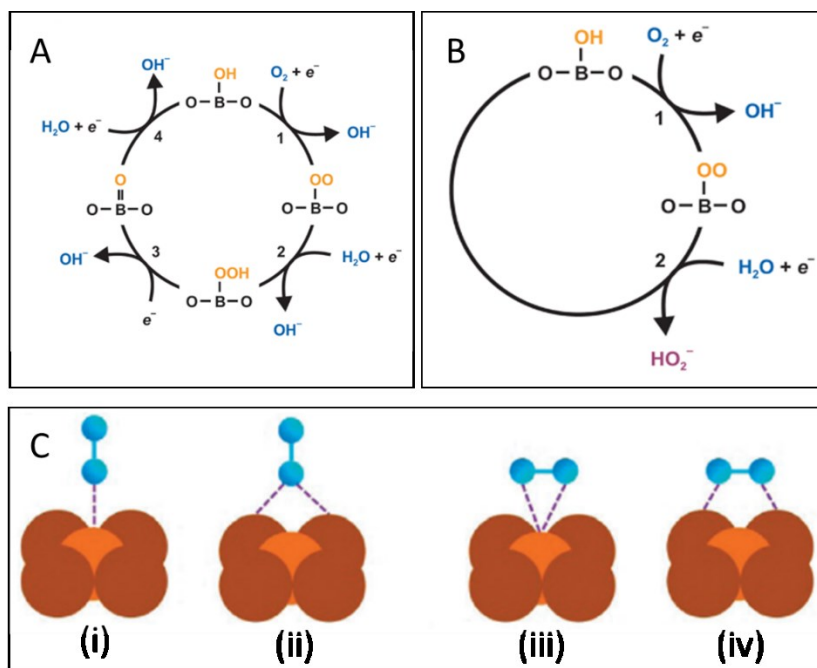 A
OH⁻
OH
O–B–O
O₂ + e⁻
H₂O + e⁻
4
1
OH⁻
O
O–B–O
OO
O–B–O
OH⁻
3
2
H₂O + e⁻
OOH
O–B–O
e⁻
OH⁻
B
OH
O–B–O
O₂ + e⁻
1
OH⁻
OO
O–B–O
2
H₂O + e⁻
HO₂⁻
C
(i) (ii) (iii) (iv)